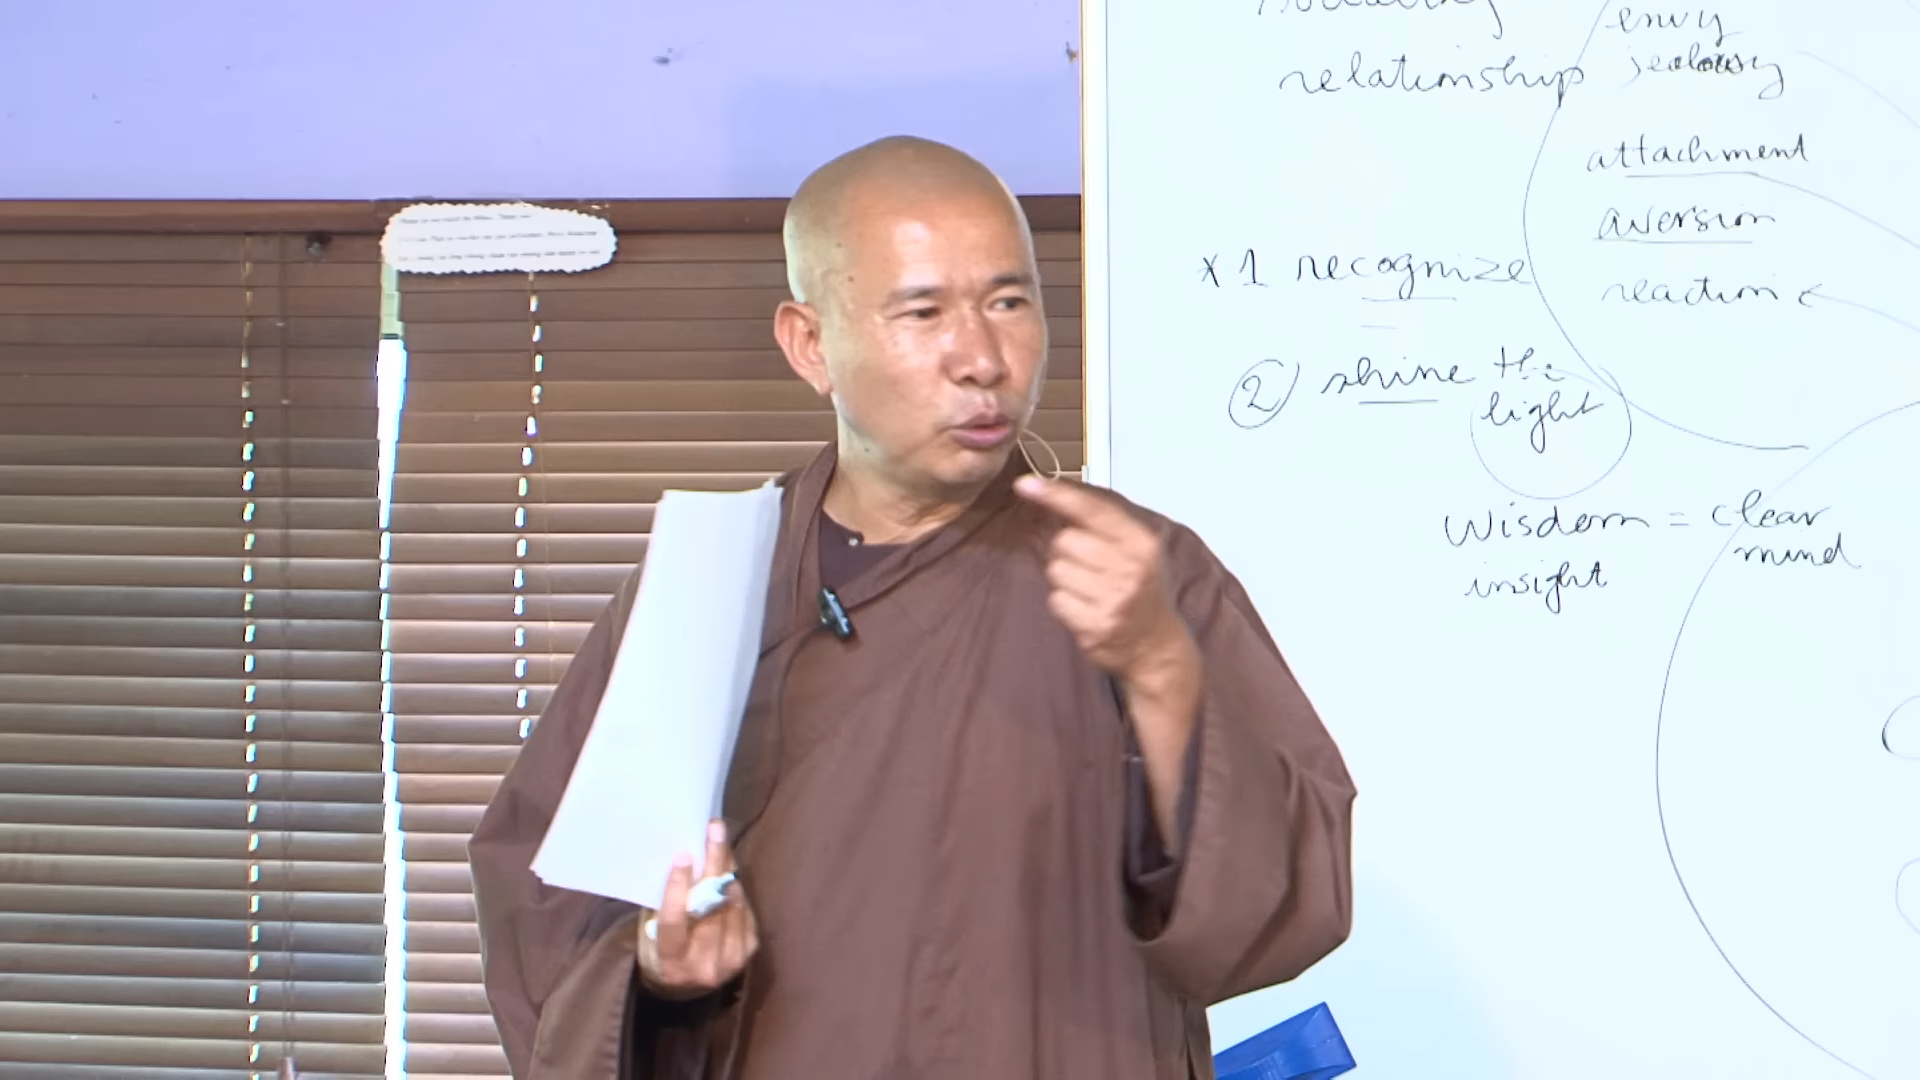 relationship
envy
jealousy
attachment
aversion
reaction
x 1 recognize
2 shine the
light
Wisdom = clear
mind
insight